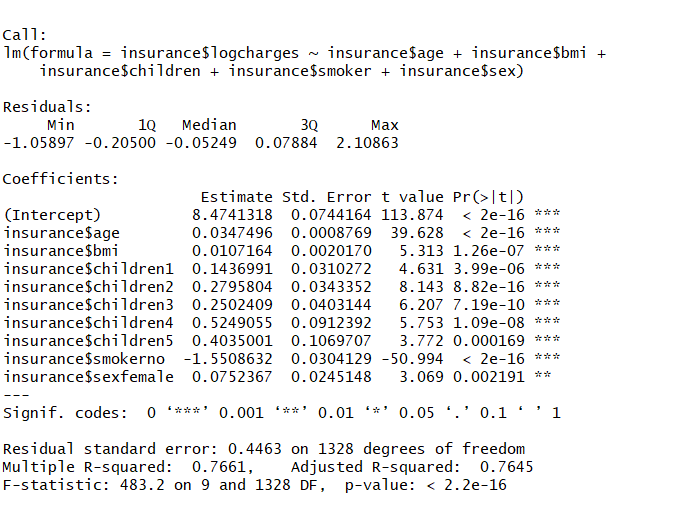 Call:
lm(formula = insurance$logcharges ~ insurance$age + insurance$bmi +
    insurance$children + insurance$smoker + insurance$sex)
Residuals:
     Min       1Q   Median       3Q      Max
-1.05897 -0.20500 -0.05249  0.07884  2.10863
Coefficients:
                      Estimate Std. Error t value Pr(>|t|)
(Intercept)          8.4741318  0.0744164 113.874  < 2e-16 ***
insurance$age        0.0347496  0.0008769  39.628  < 2e-16 ***
insurance$bmi        0.0107164  0.0020170   5.313 1.26e-07 ***
insurance$children1  0.1436991  0.0310272   4.631 3.99e-06 ***
insurance$children2  0.2795804  0.0343352   8.143 8.82e-16 ***
insurance$children3  0.2502409  0.0403144   6.207 7.19e-10 ***
insurance$children4  0.5249055  0.0912392   5.753 1.09e-08 ***
insurance$children5  0.4035001  0.1069707   3.772 0.000169 ***
insurance$smokerno  -1.5508632  0.0304129 -50.994  < 2e-16 ***
insurance$sexfemale  0.0752367  0.0245148   3.069 0.002191 **
---
Signif. codes:  0 ‘***’ 0.001 ‘**’ 0.01 ‘*’ 0.05 ‘.’ 0.1 ‘ ’ 1
Residual standard error: 0.4463 on 1328 degrees of freedom
Multiple R-squared:  0.7661,    Adjusted R-squared:  0.7645
F-statistic: 483.2 on 9 and 1328 DF,  p-value: < 2.2e-16